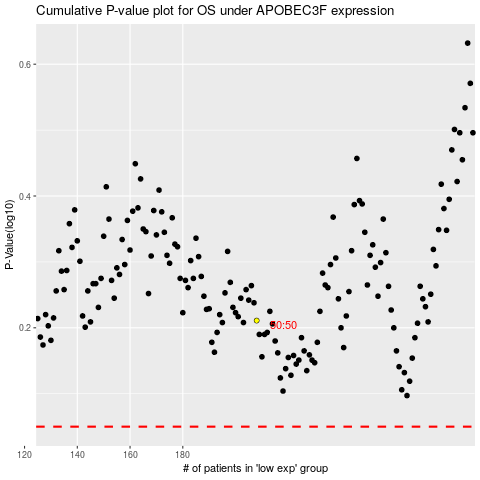 Cumulative P-value plot for OS under APOBEC3F expression
P-Value(log10)
0.6
0.4
50:50
0.2
120 140 160 180
# of patients in 'low exp' group